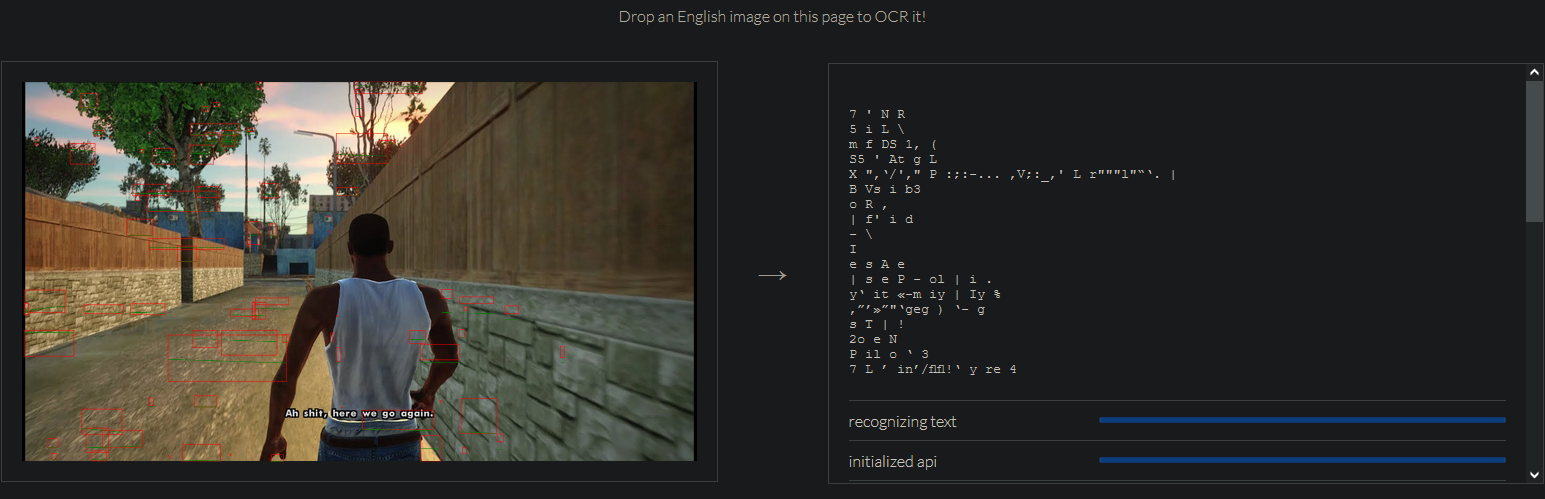 Drop an English image on this page to OCR it!
Ah shit, here we go again.
→
7 ' N R
5 i L \
m f DS 1, (
S5 ' At g L
X ",‘/'," P :;:-... ,V;:_,' L r"""l"“‘. |
B Vs i b3
o R ,
| f' i d
- \
I
e s A e
| s e P - ol | i .
y‘ it «-m iy | Iy %
,”’»”"‘geg ) ‘- g
s T | !
2o e N
P il o ‘ 3
7 L ’ in’/flfl!‘ y re 4
recognizing text
initialized api